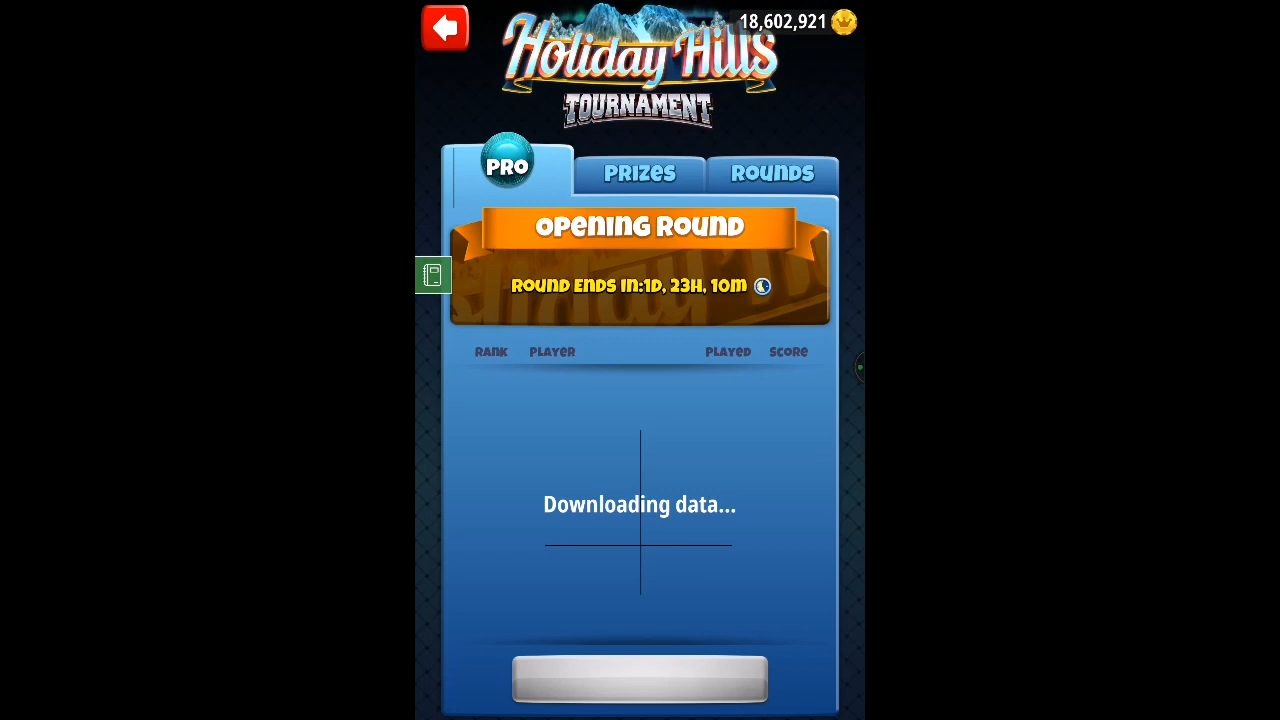 18,602,921
Holiday Hills
TOURNAMENT
PRO
PRIZES
ROUNDS
OPENING ROUND
ROUND ENDS IN:1D, 23H, 10M
RANK PLAYER PLAYED SCORE
Downloading data...